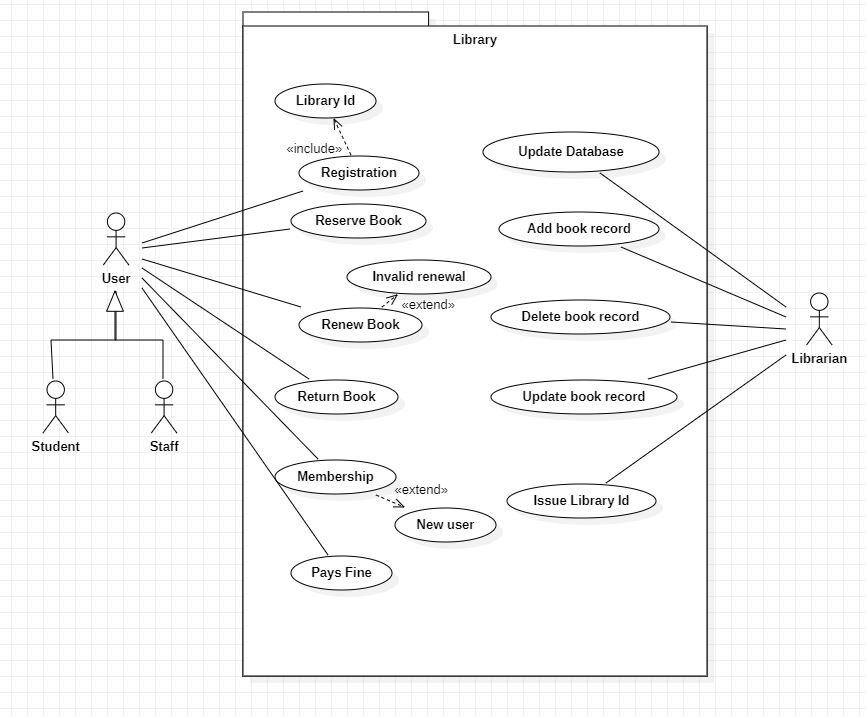 Library
Library Id
«include»
Registration
Reserve Book
Invalid renewal
«extend»
Renew Book
Return Book
Membership
«extend»
New user
Pays Fine
Update Database
Add book record
Delete book record
Update book record
Issue Library Id
User
Student
Staff
Librarian